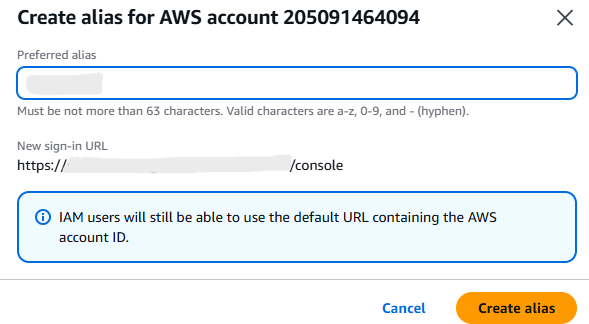 Create alias for AWS account 205091464094
Preferred alias
Must be not more than 63 characters. Valid characters are a-z, 0-9, and - (hyphen).
New sign-in URL
https:// /console
IAM users will still be able to use the default URL containing the AWS
account ID.
Cancel
Create alias